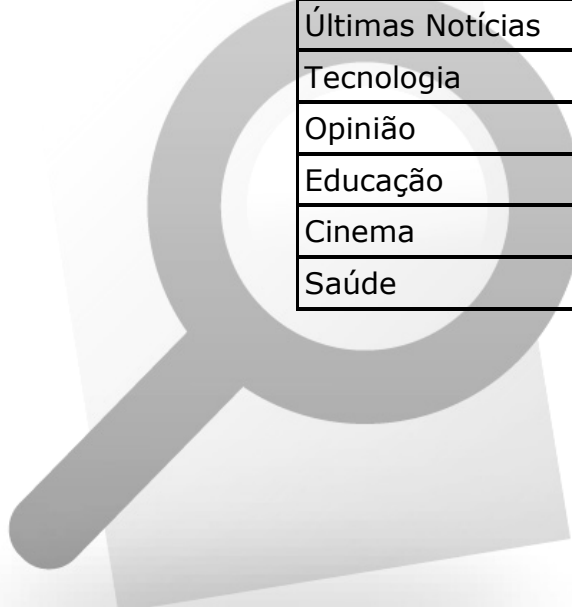 Últimas Notícias
Tecnologia
Opinião
Educação
Cinema
Saúde